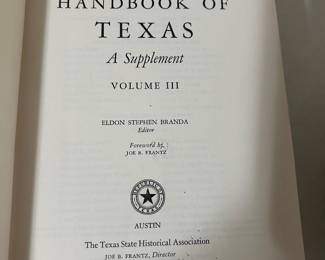 HANDBOOK OF
TEXAS
A Supplement
VOLUME III
ELDON STEPHEN BRANDA
Editor
Foreword by
JOE B. FRANTZ
AUSTIN
The Texas State Historical Association
JOE B. FRANTZ, Director